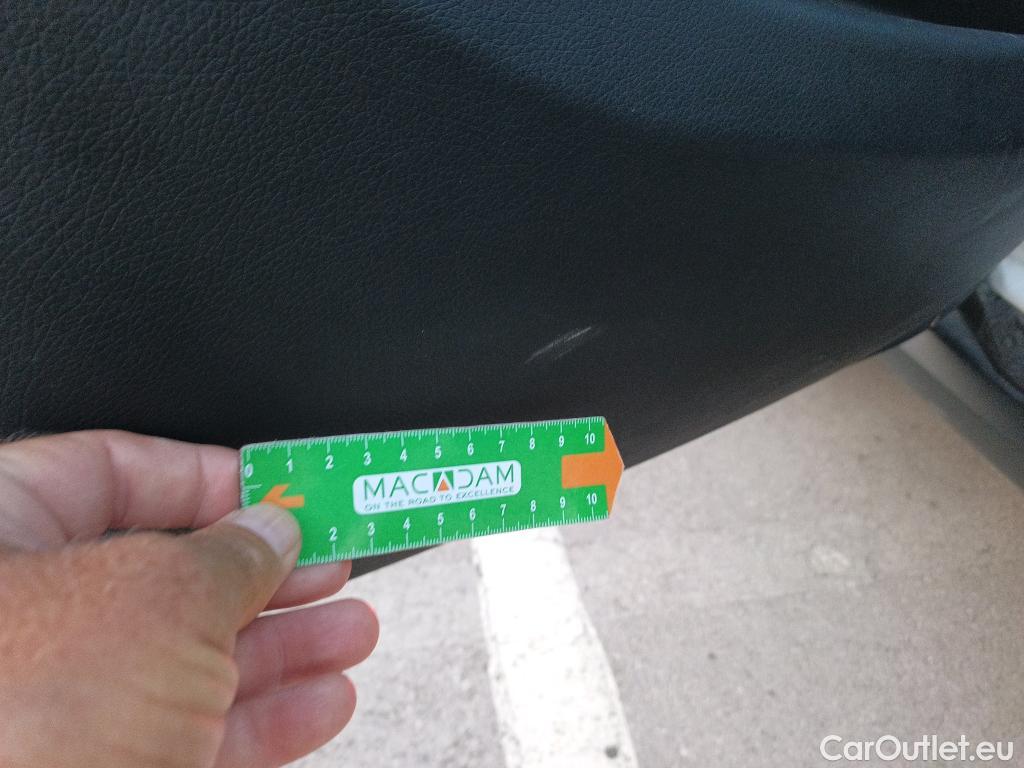 0 1 2 3 4 5 6 7 8 9 10
MACADAM
ON THE ROAD TO EXCELLENCE
2 3 4 5 6 7 8 9 10
CarOutlet.eu